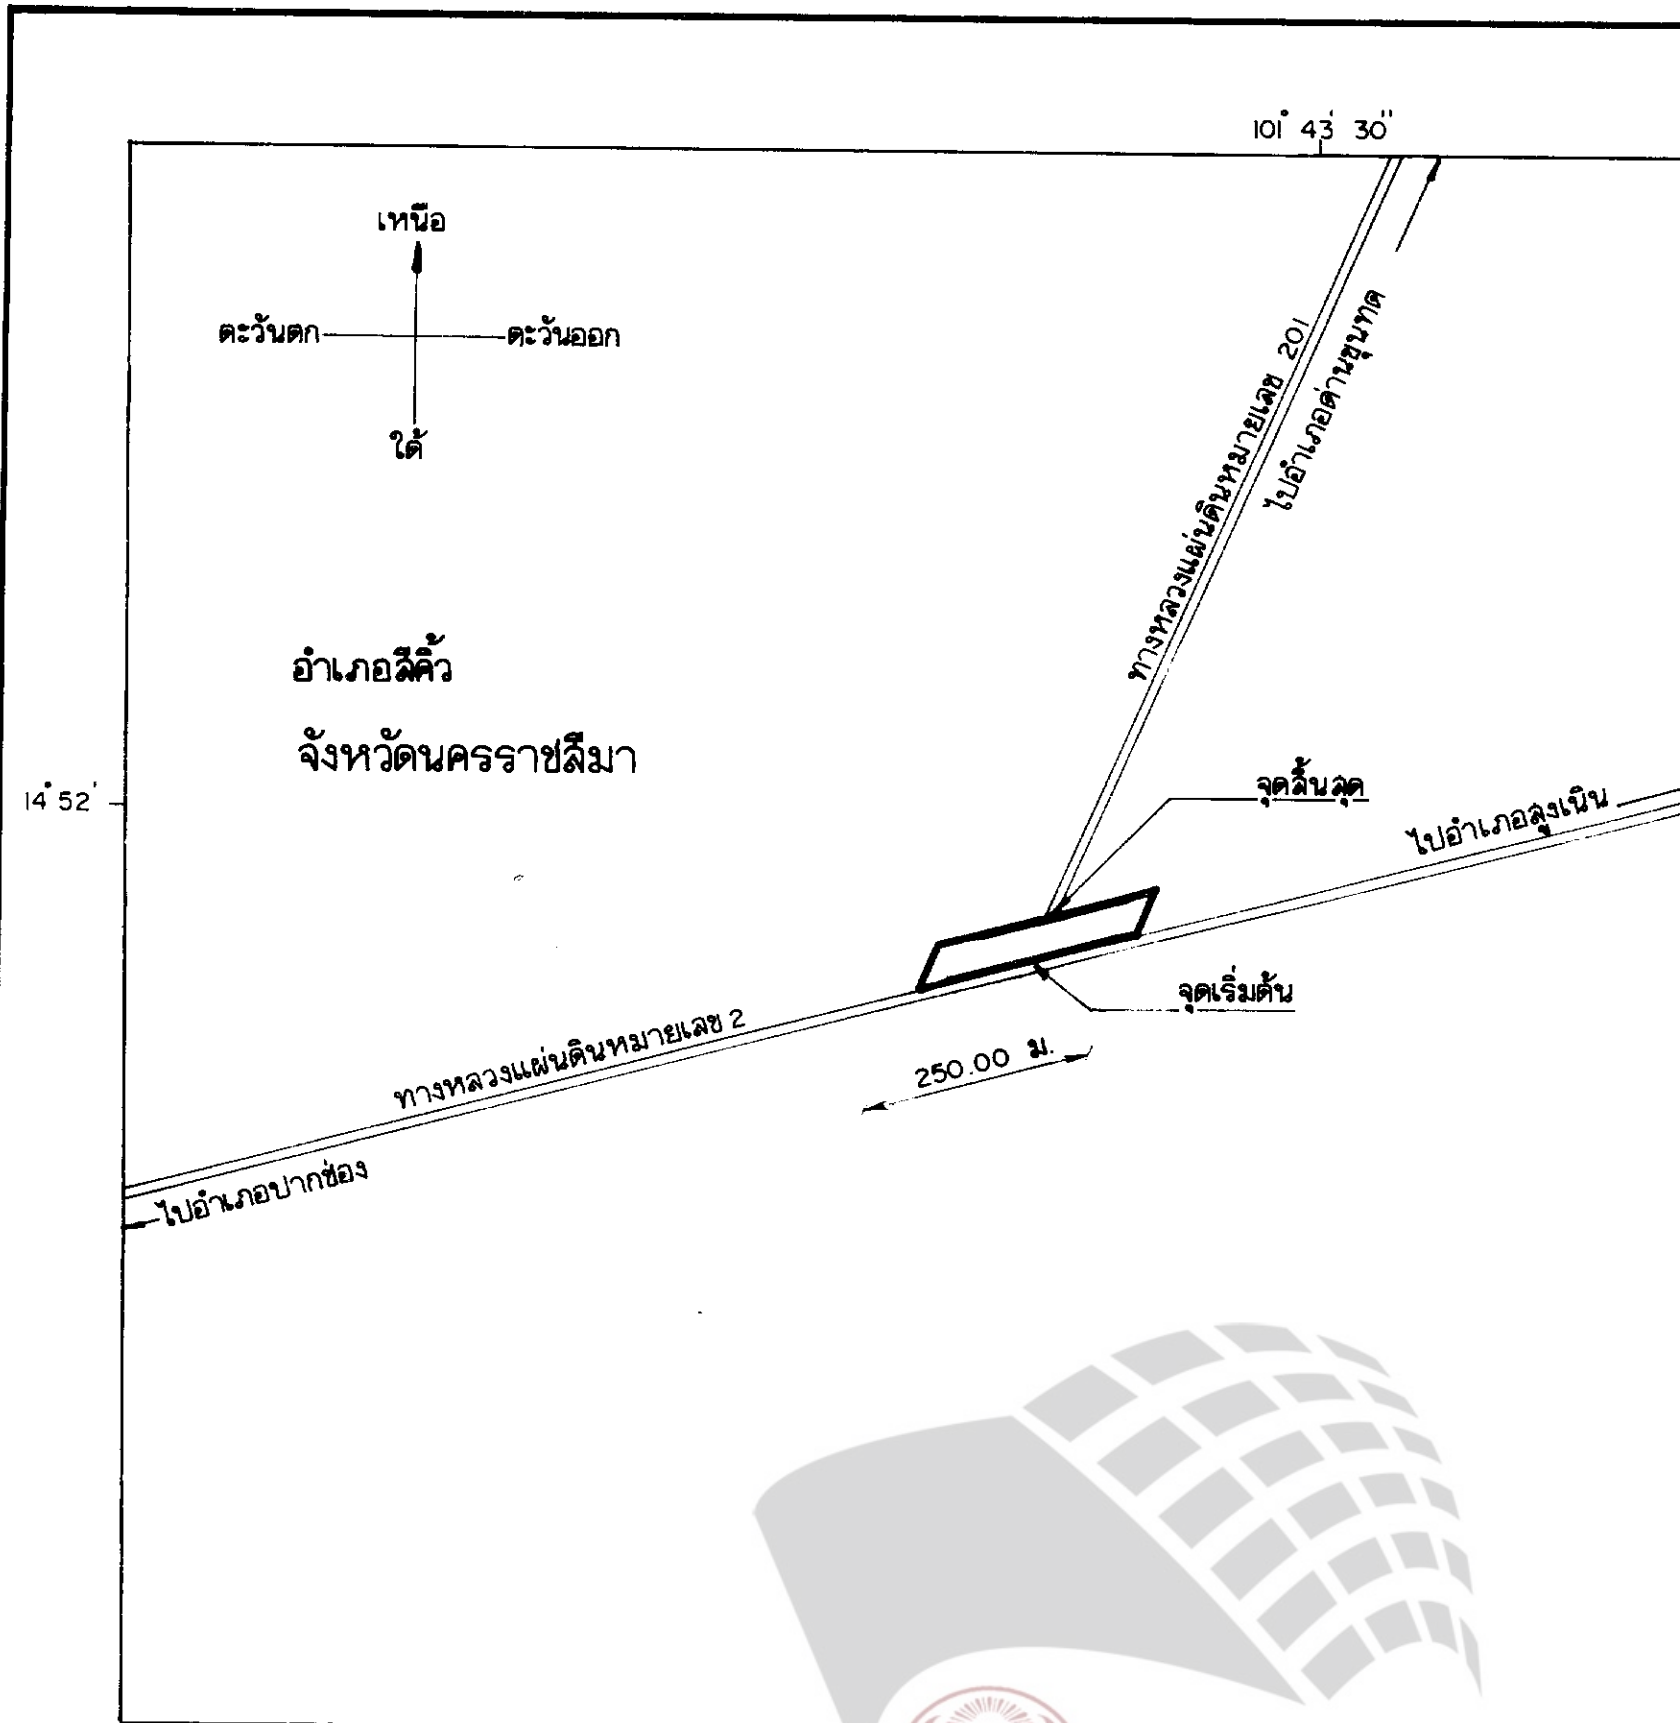 101° 43' 30"
เหนือ
ตะวันตก
ตะวันออก
ใต้
ทางหลวงแผ่นดินหมายเลข 201
ไปอำเภอด่านขุนทด
อำเภอสีคิ้ว
จังหวัดนครราชสีมา
14° 52'
จุดสิ้นสุด
ไปอำเภอสูงเนิน
จุดเริ่มต้น
ทางหลวงแผ่นดินหมายเลข 2
250.00 ม.
ไปอำเภอปากช่อง